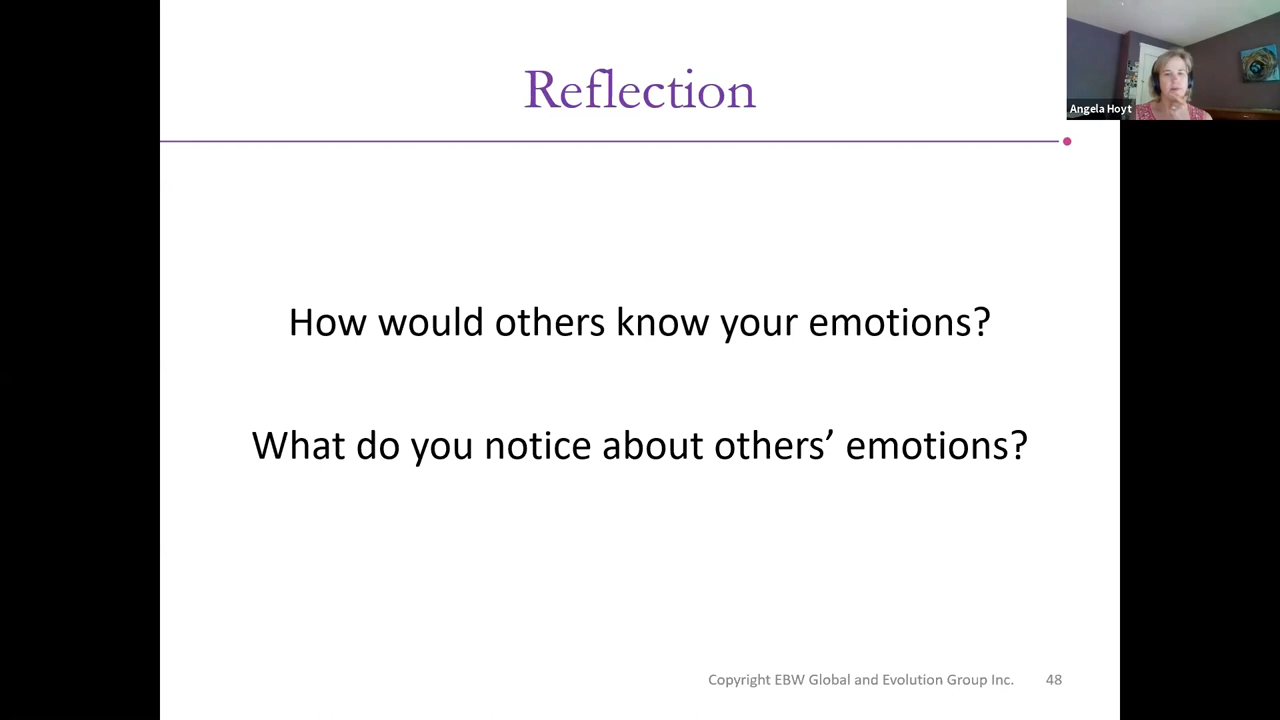 Reflection
Angela Hoyt
How would others know your emotions?
What do you notice about others’ emotions?
Copyright EBW Global and Evolution Group Inc. 48